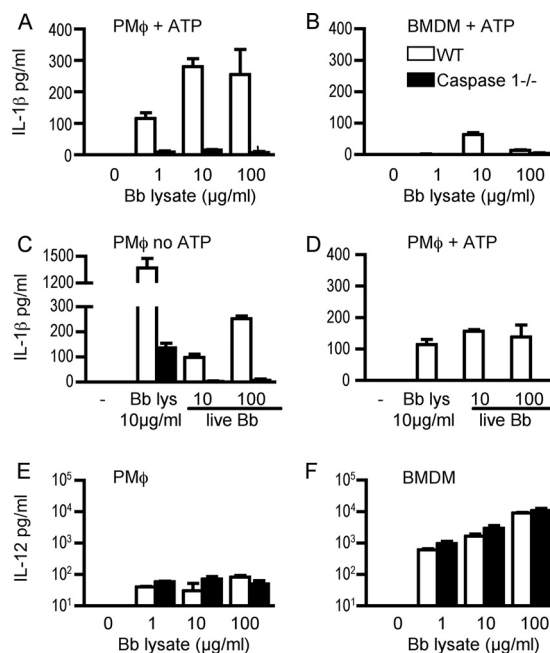 A PMϕ + ATP
IL-1β pg/ml
400
300
200
100
0
0 1 10 100
Bb lysate (µg/ml)
B BMDM + ATP
400
300
200
100
0
WT
Caspase 1-/-
0 1 10 100
Bb lysate (µg/ml)
C PMϕ no ATP
IL-1β pg/ml
1500
1200
300
200
100
0
- Bb lys 10 100
10µg/ml live Bb
D PMϕ + ATP
400
300
200
100
0
- Bb lys 10 100
10µg/ml live Bb
E PMϕ
IL-12 pg/ml
10⁵
10⁴
10³
10²
10¹
0 1 10 100
Bb lysate (µg/ml)
F BMDM
10⁵
10⁴
10³
10²
10¹
0 1 10 100
Bb lysate (µg/ml)